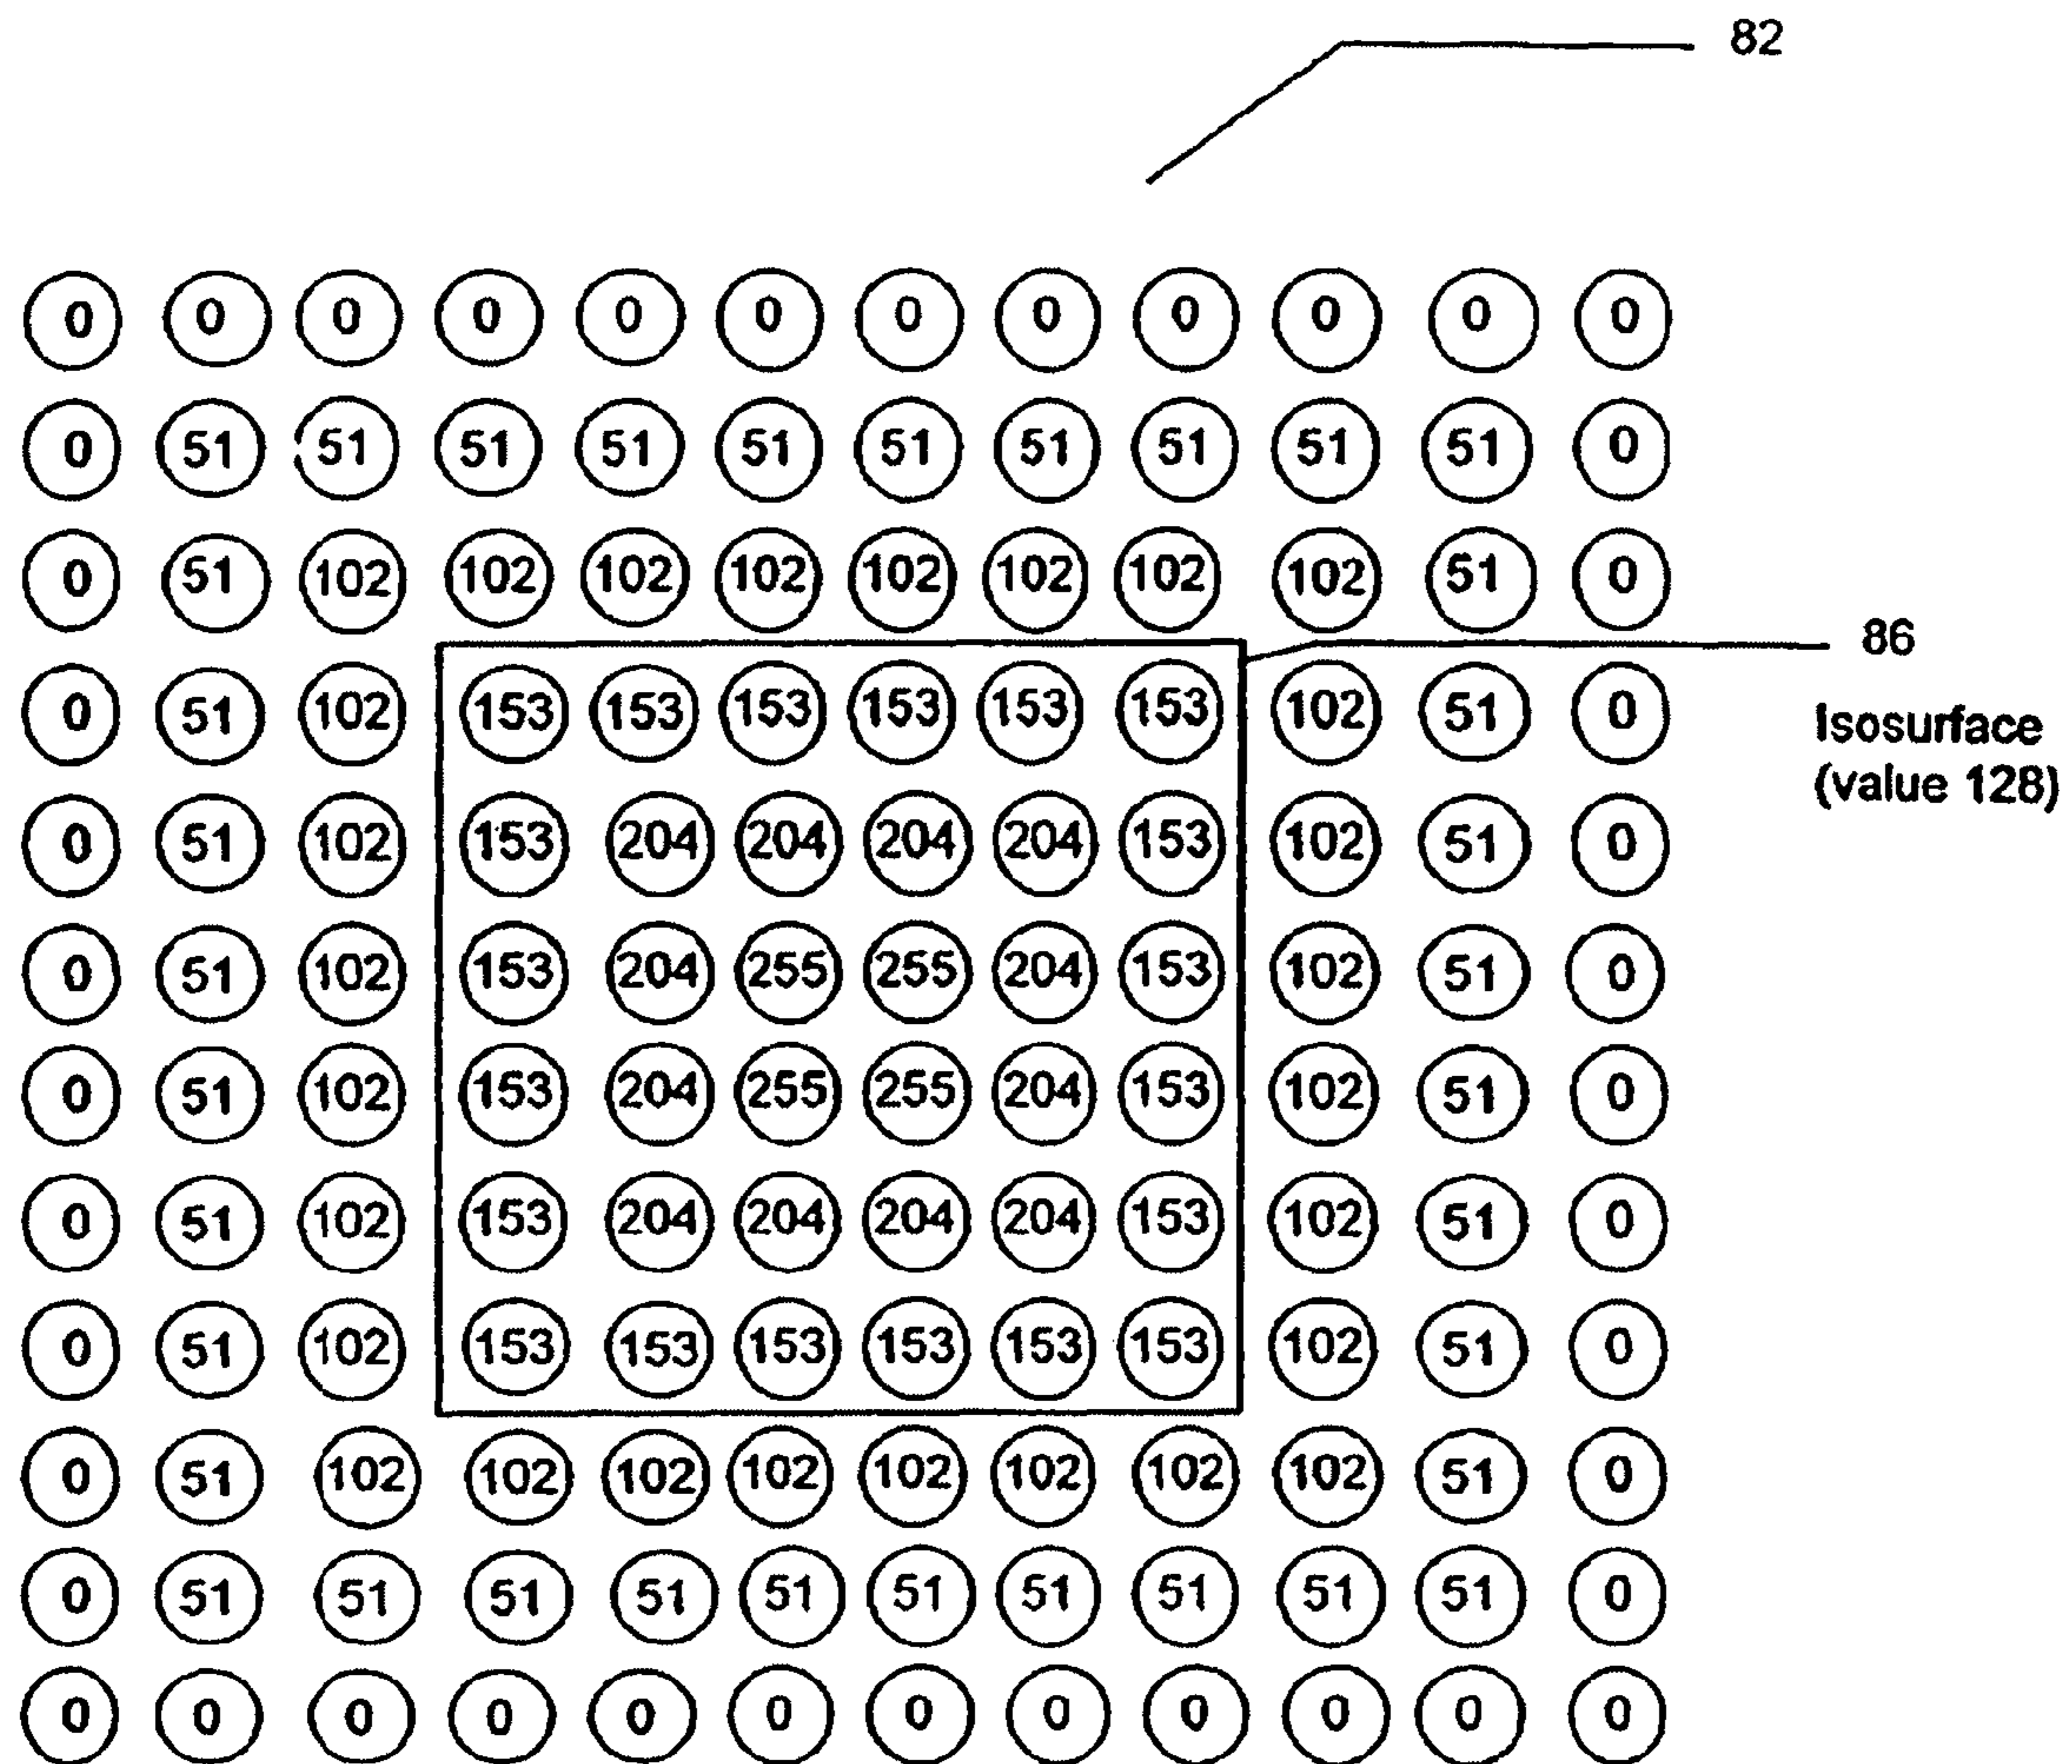 82
0 0 0 0 0 0 0 0 0 0 0 0
0 51 51 51 51 51 51 51 51 51 51 0
0 51 102 102 102 102 102 102 102 102 51 0
86
0 51 102 153 153 153 153 153 153 102 51 0
Isosurface
(value 128)
0 51 102 153 204 204 204 204 153 102 51 0
0 51 102 153 204 255 255 204 153 102 51 0
0 51 102 153 204 255 255 204 153 102 51 0
0 51 102 153 204 204 204 204 153 102 51 0
0 51 102 153 153 153 153 153 153 102 51 0
0 51 102 102 102 102 102 102 102 102 51 0
0 51 51 51 51 51 51 51 51 51 51 0
0 0 0 0 0 0 0 0 0 0 0 0